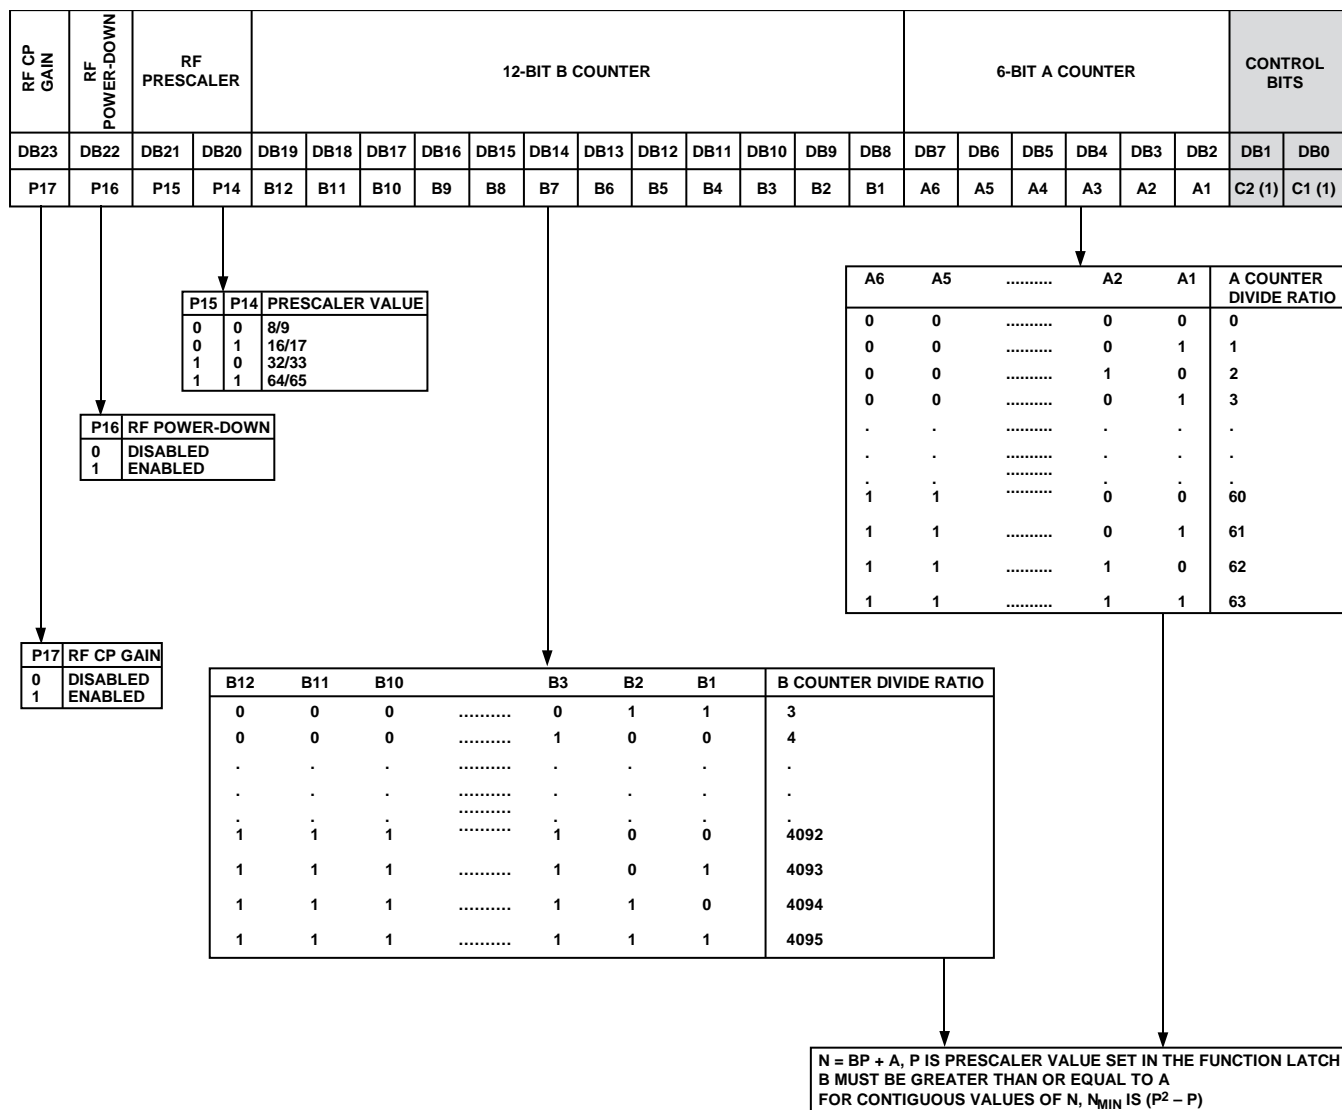 RF CP GAIN
RF POWER-DOWN
RF PRESCALER
12-BIT B COUNTER
6-BIT A COUNTER
CONTROL BITS
DB23 DB22 DB21 DB20 DB19 DB18 DB17 DB16 DB15 DB14 DB13 DB12 DB11 DB10 DB9 DB8 DB7 DB6 DB5 DB4 DB3 DB2 DB1 DB0
P17 P16 P15 P14 B12 B11 B10 B9 B8 B7 B6 B5 B4 B3 B2 B1 A6 A5 A4 A3 A2 A1 C2 (1) C1 (1)
P15 P14 PRESCALER VALUE
0 0 8/9
0 1 16/17
1 0 32/33
1 1 64/65
P16 RF POWER-DOWN
0 DISABLED
1 ENABLED
P17 RF CP GAIN
0 DISABLED
1 ENABLED
A6 A5 .......... A2 A1 A COUNTER
DIVIDE RATIO
0 0 .......... 0 0 0
0 0 .......... 0 1 1
0 0 .......... 1 0 2
0 0 .......... 0 1 3
. . .......... . . .
. . .......... . . .
. . .......... . . .
1 1 .......... 0 0 60
1 1 .......... 0 1 61
1 1 .......... 1 0 62
1 1 .......... 1 1 63
B12 B11 B10 B3 B2 B1 B COUNTER DIVIDE RATIO
0 0 0 .......... 0 1 1 3
0 0 0 .......... 1 0 0 4
. . . .......... . . . .
. . . .......... . . . .
. . . .......... . . . .
1 1 1 .......... 1 0 0 4092
1 1 1 .......... 1 0 1 4093
1 1 1 .......... 1 1 0 4094
1 1 1 .......... 1 1 1 4095
N = BP + A, P IS PRESCALER VALUE SET IN THE FUNCTION LATCH
B MUST BE GREATER THAN OR EQUAL TO A
FOR CONTIGUOUS VALUES OF N, NMIN IS (P² – P)